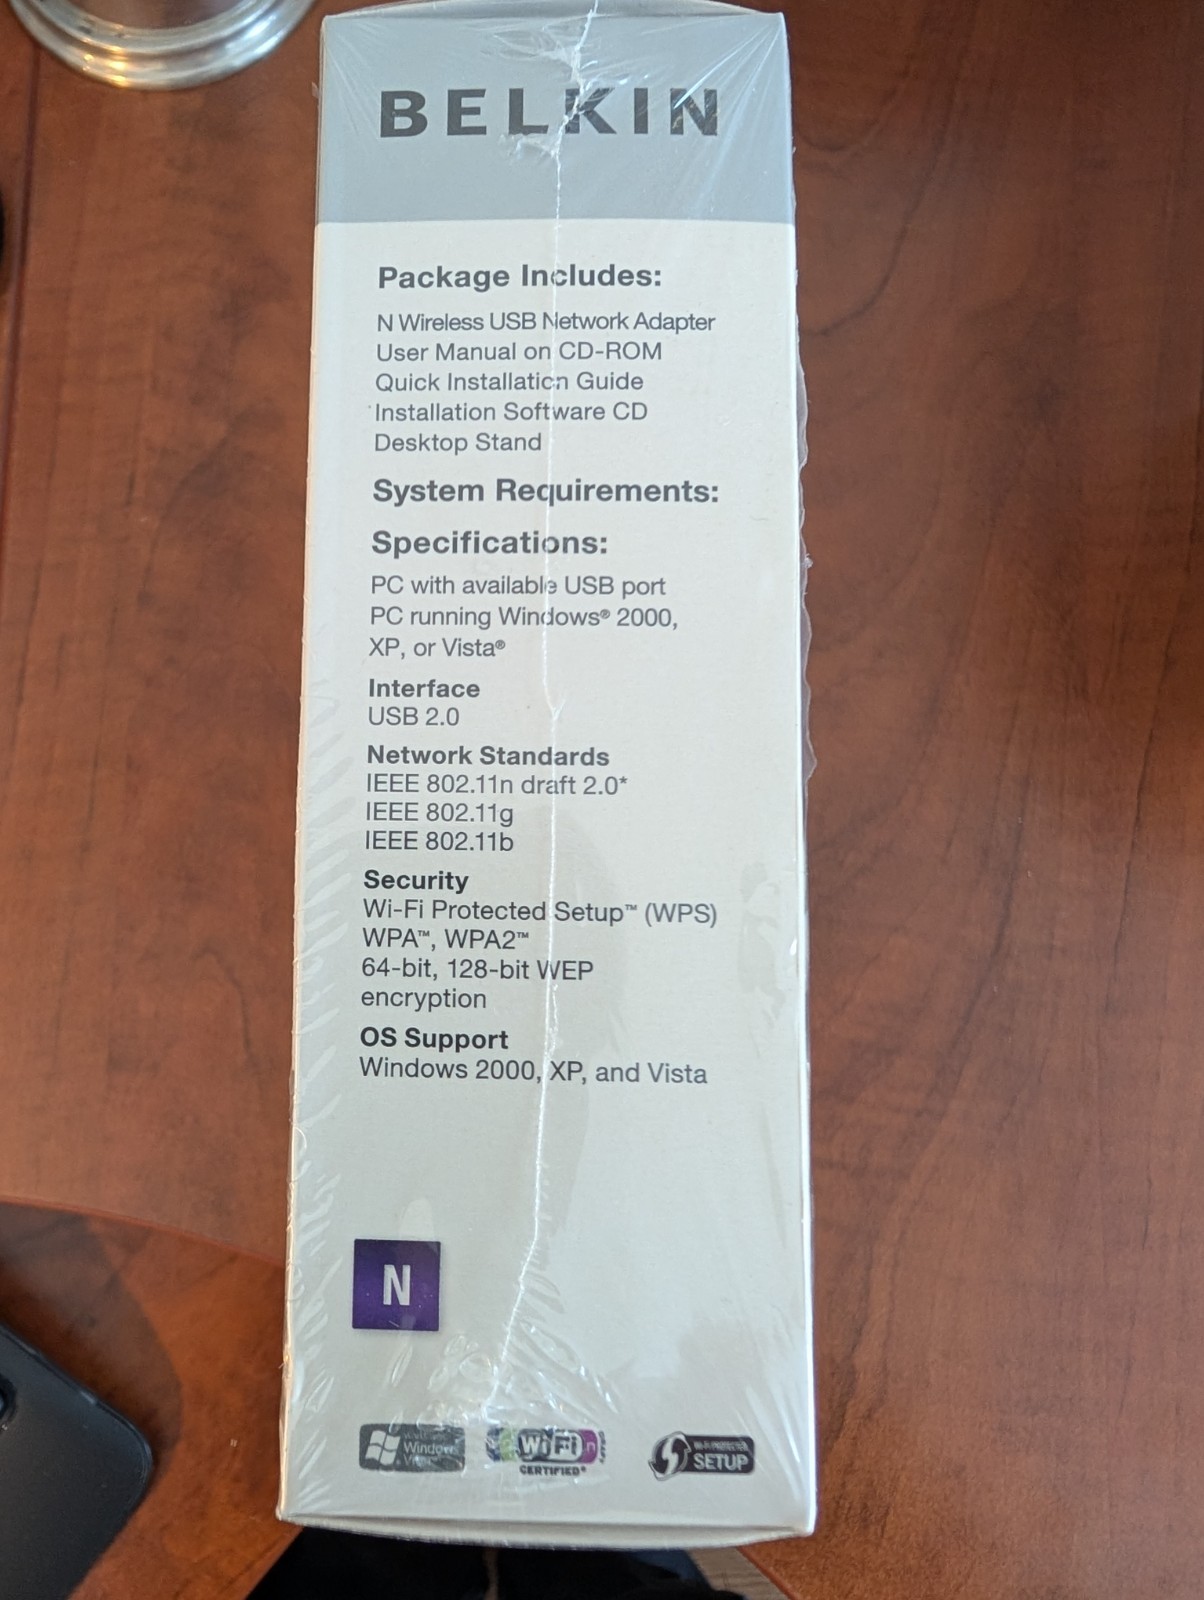 BELKIN
Package Includes:
N Wireless USB Network Adapter
User Manual on CD-ROM
Quick Installation Guide
Installation Software CD
Desktop Stand
System Requirements:
Specifications:
PC with available USB port
PC running Windows® 2000,
XP, or Vista®
Interface
USB 2.0
Network Standards
IEEE 802.11n draft 2.0*
IEEE 802.11g
IEEE 802.11b
Security
Wi-Fi Protected Setup™ (WPS)
WPA™, WPA2™
64-bit, 128-bit WEP
encryption
OS Support
Windows 2000, XP, and Vista
N
Windows
Vista
Wi Fi n
CERTIFIED®
SETUP